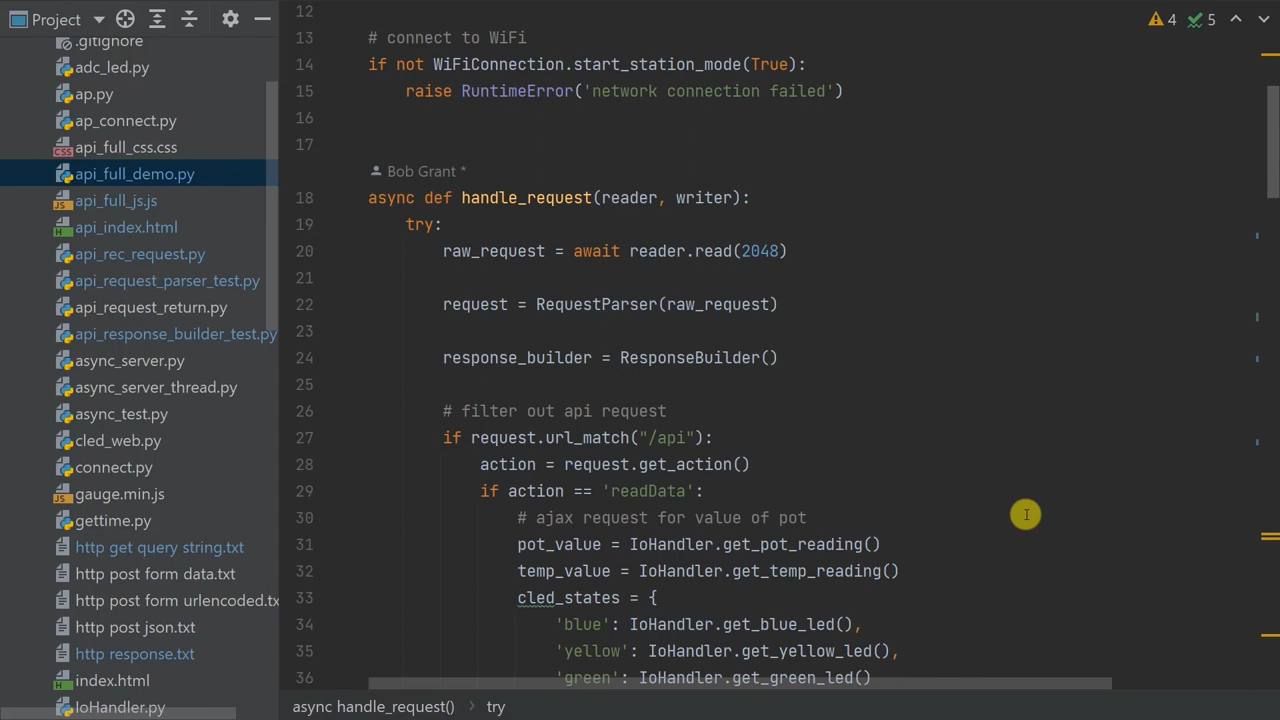 Project
4 5
.gitignore
adc_led.py
ap.py
ap_connect.py
api_full_css.css
api_full_demo.py
api_full_js.js
api_index.html
api_rec_request.py
api_request_parser_test.py
api_request_return.py
api_response_builder_test.py
async_server.py
async_server_thread.py
async_test.py
cled_web.py
connect.py
gauge.min.js
gettime.py
http get query string.txt
http post form data.txt
http post form urlencoded.tx
http post json.txt
http response.txt
index.html
IoHandler.py
CSS
JS
H
JS
H
12
13 # connect to WiFi
14 if not WiFiConnection.start_station_mode(True):
15 raise RuntimeError('network connection failed')
16
17
Bob Grant *
18 async def handle_request(reader, writer):
19 try:
20 raw_request = await reader.read(2048)
21
22 request = RequestParser(raw_request)
23
24 response_builder = ResponseBuilder()
25
26 # filter out api request
27 if request.url_match("/api"):
28 action = request.get_action()
29 if action == 'readData':
30 # ajax request for value of pot
31 pot_value = IoHandler.get_pot_reading()
32 temp_value = IoHandler.get_temp_reading()
33 cled_states = {
34 'blue': IoHandler.get_blue_led(),
35 'yellow': IoHandler.get_yellow_led(),
36 'green': IoHandler.get_green_led()
async handle_request() › try